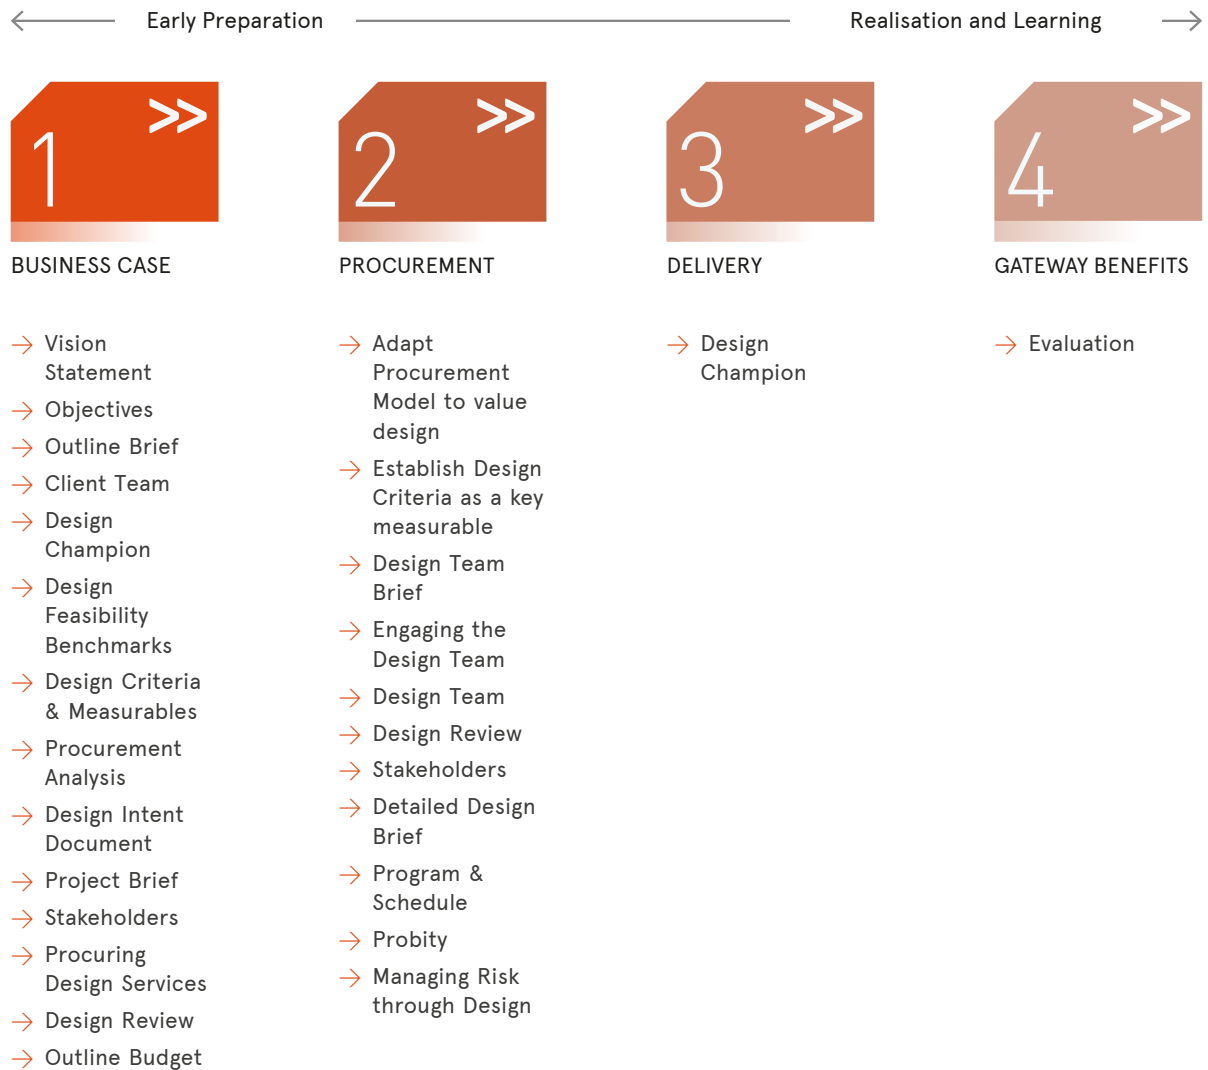 Early Preparation
Realisation and Learning
1
BUSINESS CASE
Vision
Statement
Objectives
Outline Brief
Client Team
Design
Champion
Design
Feasibility
Benchmarks
Design Criteria
& Measurables
Procurement
Analysis
Design Intent
Document
Project Brief
Stakeholders
Procuring
Design Services
Design Review
Outline Budget
2
PROCUREMENT
Adapt
Procurement
Model to value
design
Establish Design
Criteria as a key
measurable
Design Team
Brief
Engaging the
Design Team
Design Team
Design Review
Stakeholders
Detailed Design
Brief
Program &
Schedule
Probity
Managing Risk
through Design
3
DELIVERY
Design
Champion
4
GATEWAY BENEFITS
Evaluation